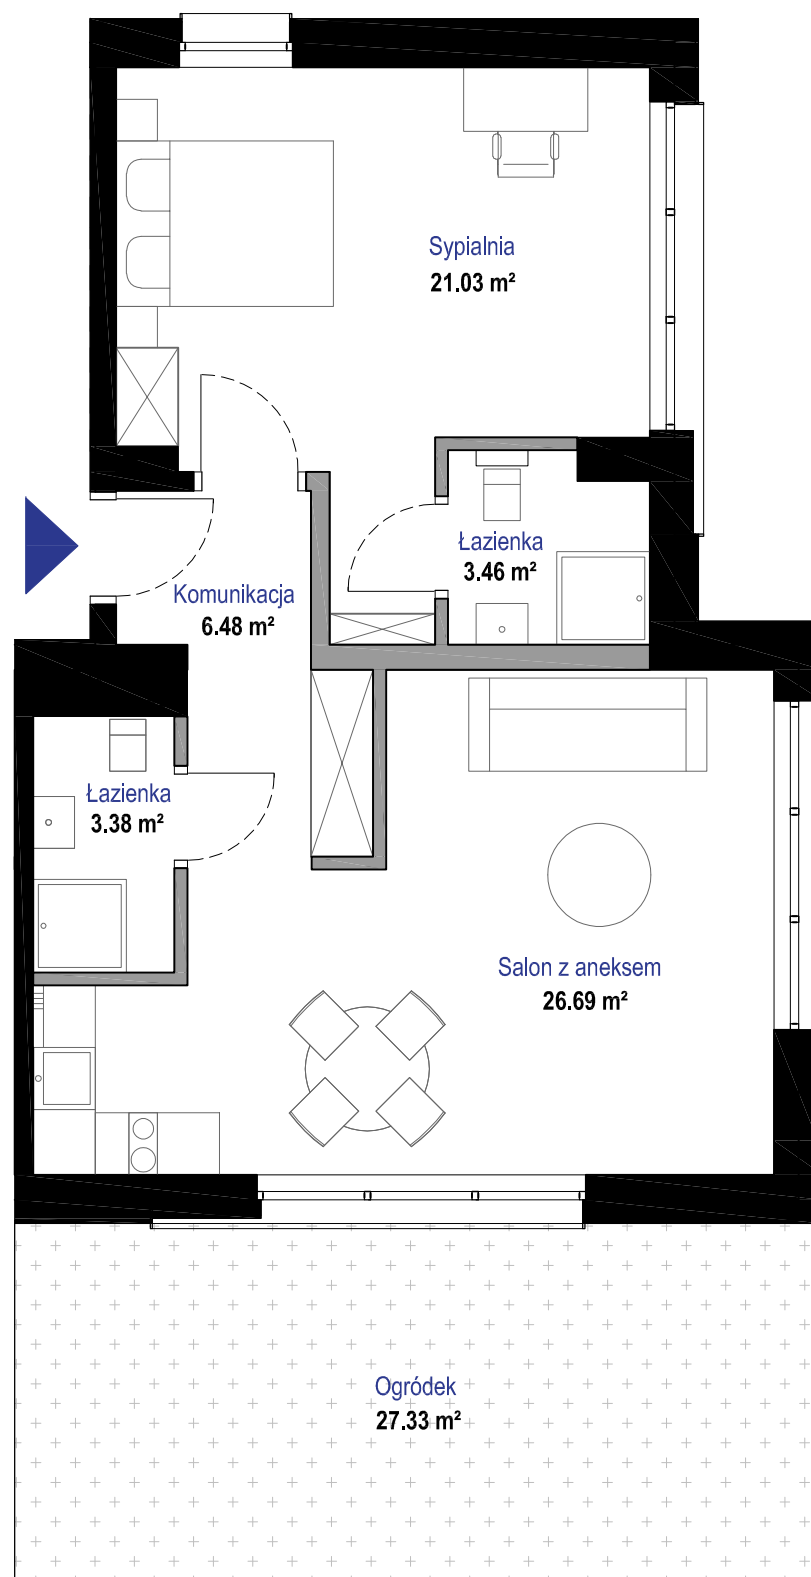 Sypialnia
21.03 m²
Łazienka
3.46 m²
Komunikacja
6.48 m²
Łazienka
3.38 m²
Salon z aneksem
26.69 m²
Ogródek
27.33 m²